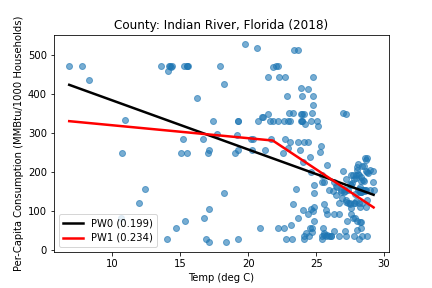 County: Indian River, Florida (2018)
Per-Capita Consumption (MMBtu/1000 Households)
500
400
300
200
100
0
PW0 (0.199)
PW1 (0.234)
10 15 20 25 30
Temp (deg C)